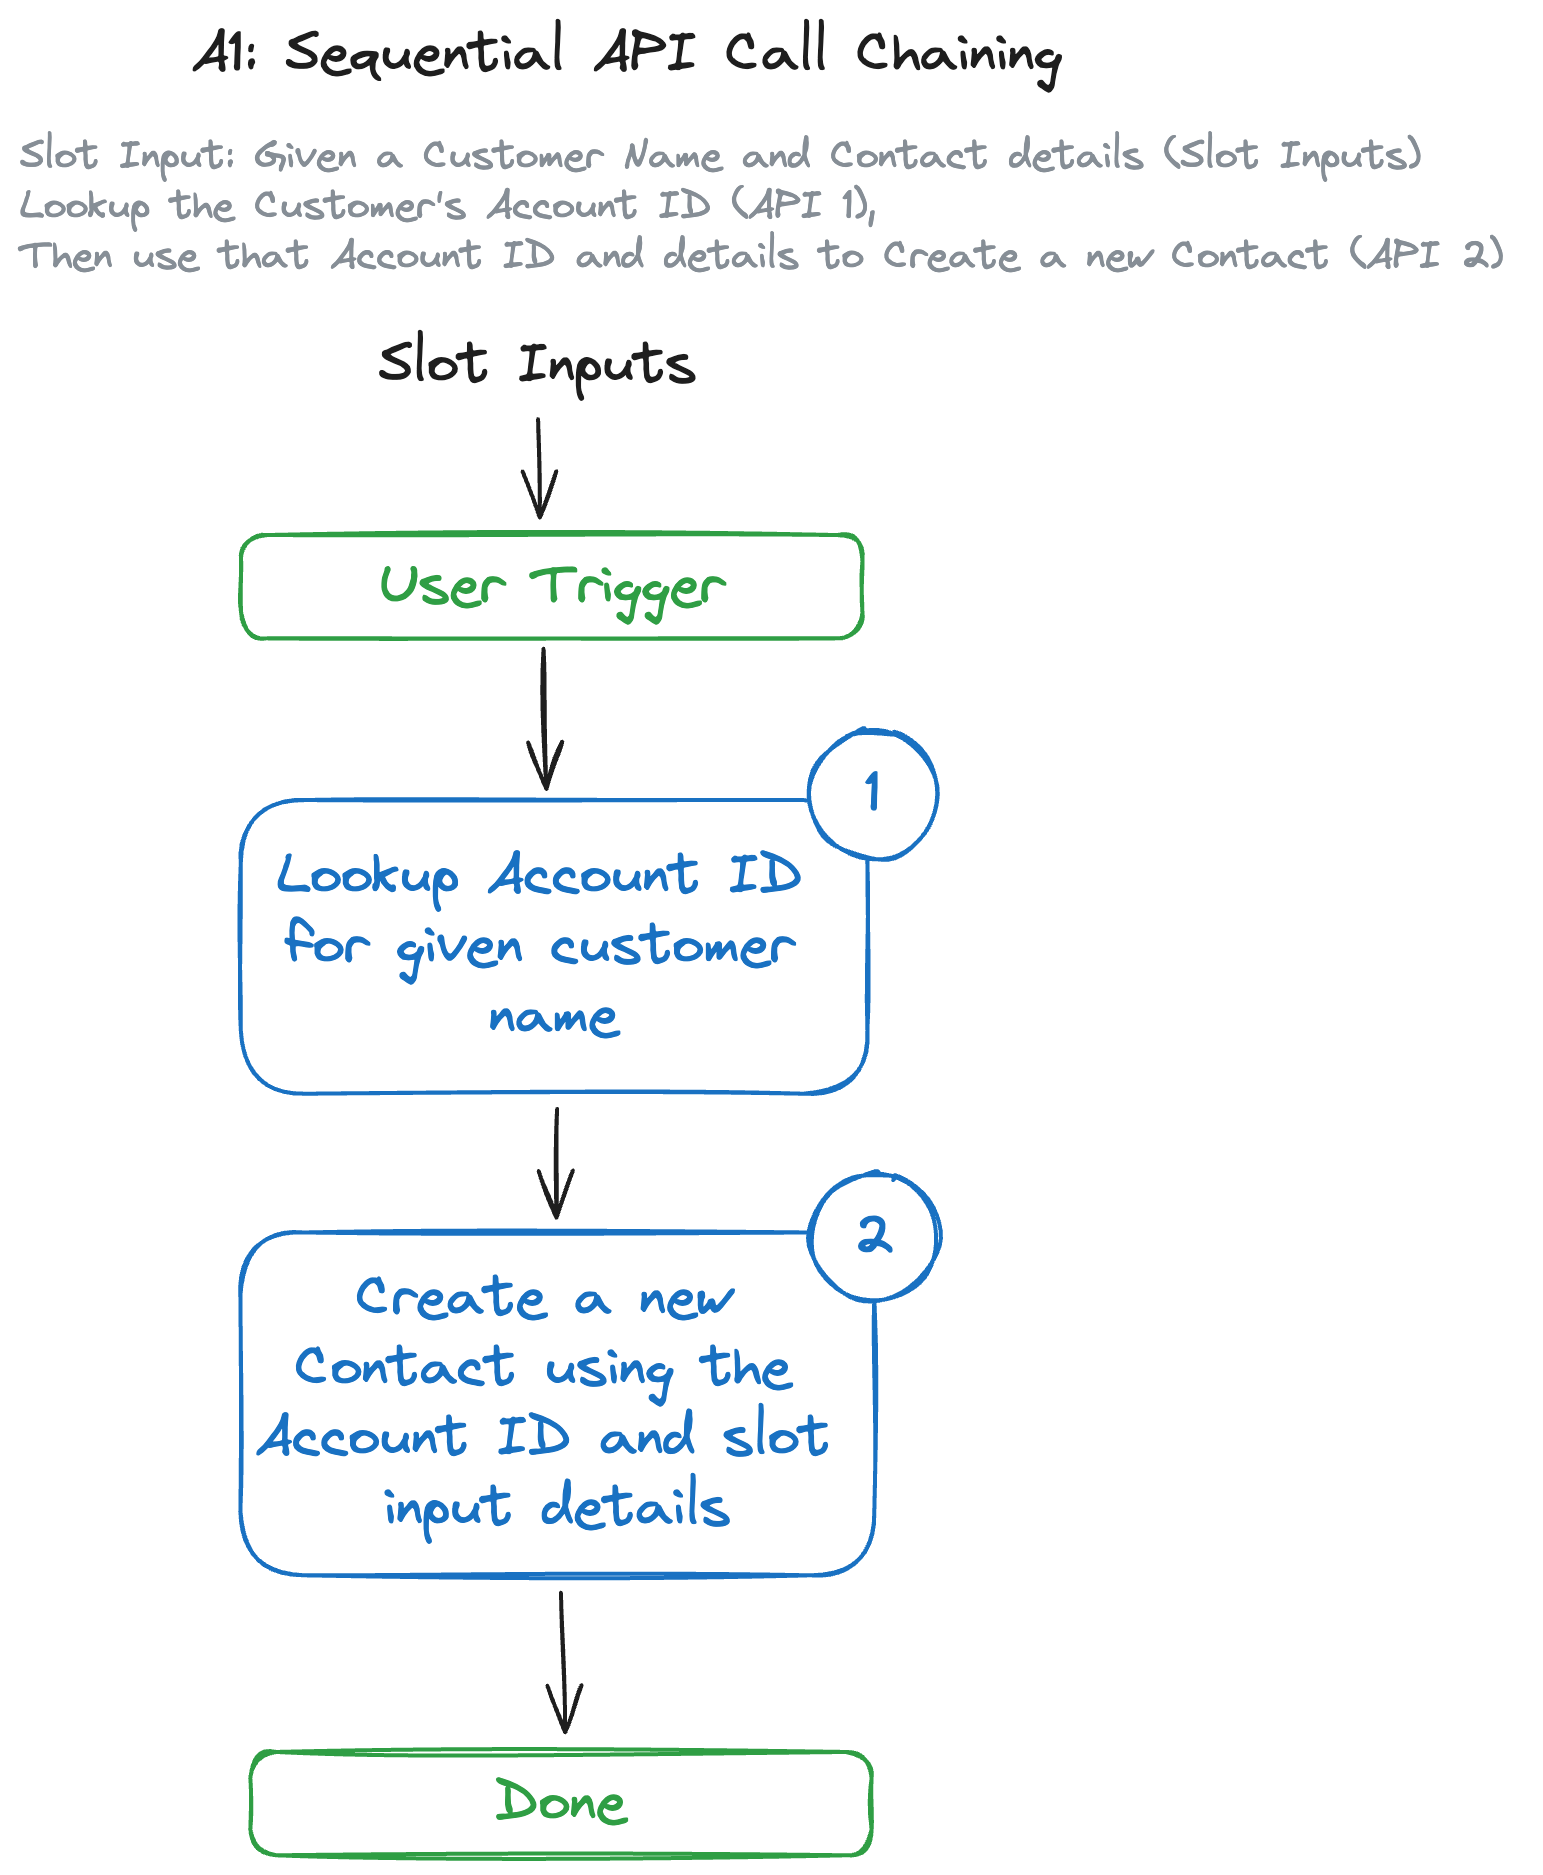 A1: Sequential API Call Chaining
Slot Input: Given a Customer Name and Contact details (Slot Inputs)
Lookup the Customer's Account ID (API 1),
Then use that Account ID and details to Create a new Contact (API 2)
Slot Inputs
User Trigger
1
Lookup Account ID
for given customer
name
2
Create a new
Contact using the
Account ID and slot
input details
Done